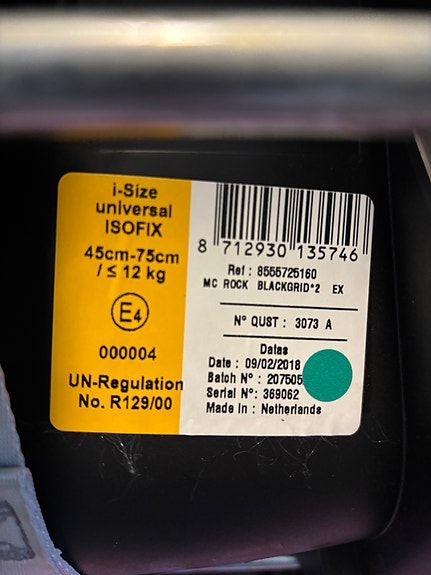 i-Size
universal
ISOFIX
45cm-75cm
/ ≤ 12 kg
E4
000004
UN-Regulation
No. R129/00
8 712930 135746
Ref : 8555725160
MC ROCK BLACKGRID*2 EX
N° QUST : 3073 A
Datas
Date : 09/02/2018
Batch N° : 207505
Serial N°: 369062
Made in : Netherlands